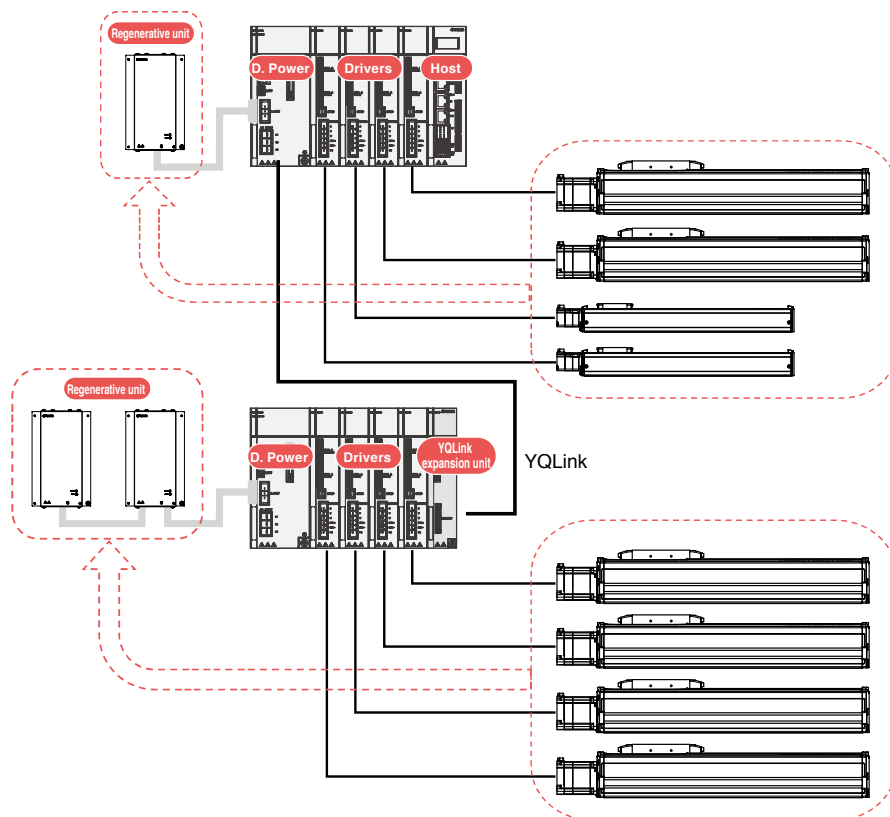 Regenerative unit
D. Power
Drivers
Host
Regenerative unit
D. Power
Drivers
YQLink
expansion unit
YQLink